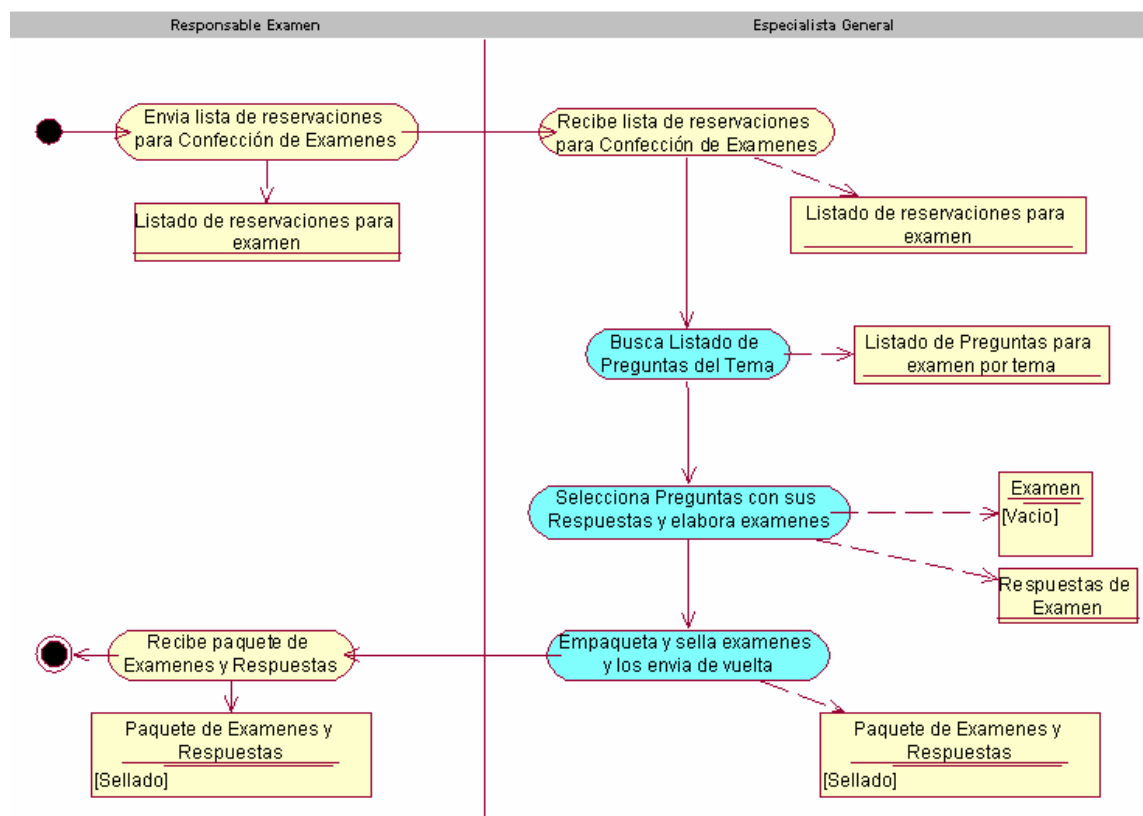 Responsable Examen
Especialista General
Envia lista de reservaciones
para Confección de Examenes
Recibe lista de reservaciones
para Confección de Examenes
Listado de reservaciones para
examen
Listado de reservaciones para
examen
Busca Listado de
Preguntas del Tema
Listado de Preguntas para
examen por tema
Selecciona Preguntas con sus
Respuestas y elabora examenes
Examen
[Vacio]
Respuestas de
Examen
Recibe paquete de
Examenes y Respuestas
Empaqueta y sella examenes
y los envia de vuelta
Paquete de Examenes y
Respuestas
[Sellado]
Paquete de Examenes y
Respuestas
[Sellado]